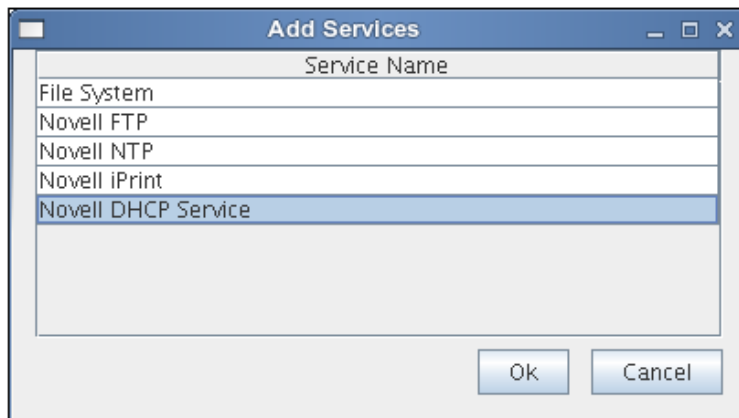 Add Services
Service Name
File System
Novell FTP
Novell NTP
Novell iPrint
Novell DHCP Service
Ok Cancel